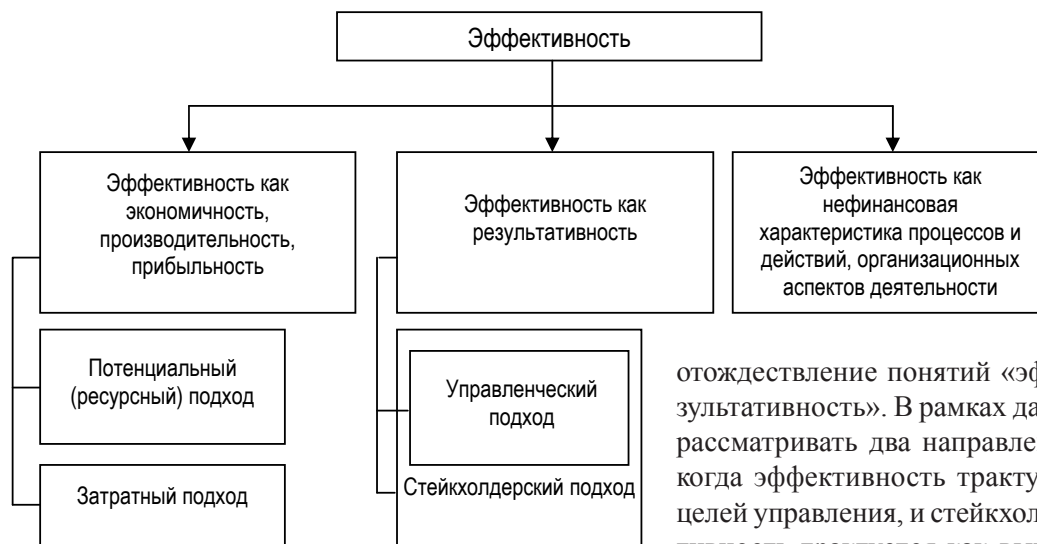 Эффективность
Эффективность как
экономичность,
производительность,
прибыльность
Эффективность как
результативность
Эффективность как
нефинансовая
характеристика процессов и
действий, организационных
аспектов деятельности
Потенциальный
(ресурсный) подход
Затратный подход
Управленческий
подход
Стейкхолдерский подход
отождествление понятий «эф
зультативность». В рамках да
рассматривать два направле
когда эффективность тракту
целей управления, и стейкхол